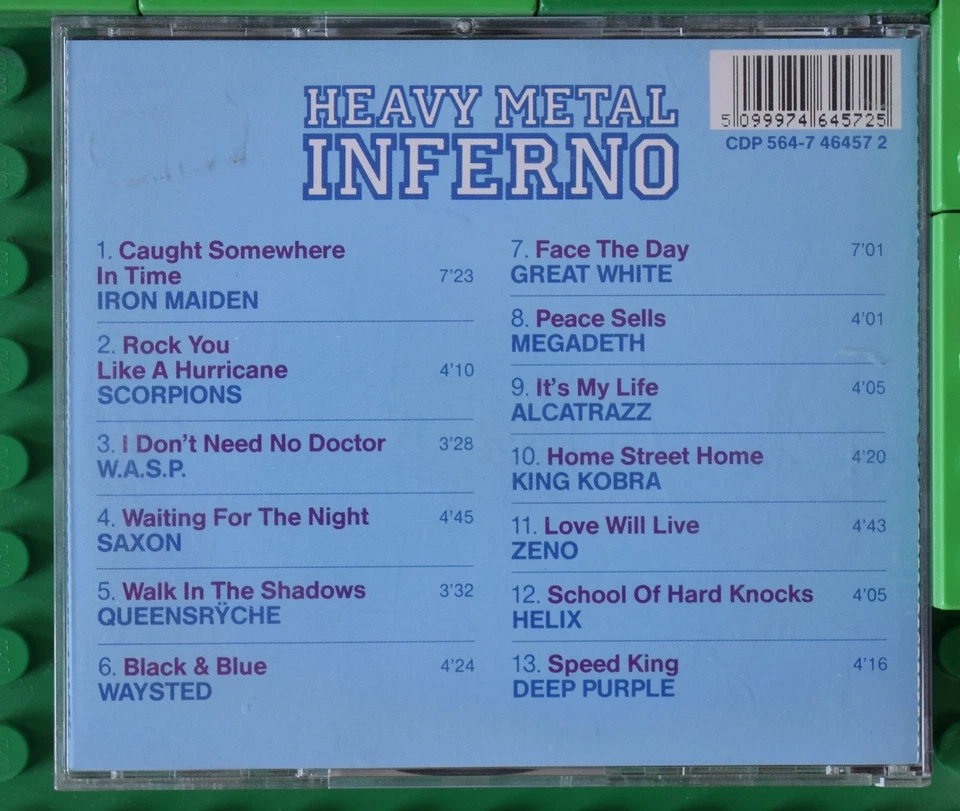 HEAVY METAL
INFERNO
5 099974 645725
CDP 564-7 46457 2
1. Caught Somewhere
In Time 7'23
IRON MAIDEN
2. Rock You
Like A Hurricane 4'10
SCORPIONS
3. I Don't Need No Doctor 3'28
W.A.S.P.
4. Waiting For The Night 4'45
SAXON
5. Walk In The Shadows 3'32
QUEENSRŸCHE
6. Black & Blue 4'24
WAYSTED
7. Face The Day 7'01
GREAT WHITE
8. Peace Sells 4'01
MEGADETH
9. It's My Life 4'05
ALCATRAZZ
10. Home Street Home 4'20
KING KOBRA
11. Love Will Live 4'43
ZENO
12. School Of Hard Knocks 4'05
HELIX
13. Speed King 4'16
DEEP PURPLE